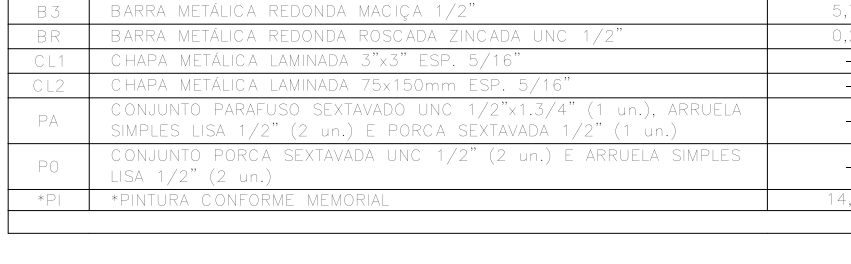 B3 BARRA METÁLICA REDONDA MACIÇA 1/2" 5,
BR BARRA METÁLICA REDONDA ROSCADA ZINCADA UNC 1/2" 0,
CL1 CHAPA METÁLICA LAMINADA 3"x3" ESP. 5/16" -
CL2 CHAPA METÁLICA LAMINADA 75x150mm ESP. 5/16" -
PA CONJUNTO PARAFUSO SEXTAVADO UNC 1/2"x1.3/4" (1 un.), ARRUELA
SIMPLES LISA 1/2" (2 un.) E PORCA SEXTAVADA 1/2" (1 un.) -
PO CONJUNTO PORCA SEXTAVADA UNC 1/2" (2 un.) E ARRUELA SIMPLES
LISA 1/2" (2 un.) -
*PI *PINTURA CONFORME MEMORIAL 14,